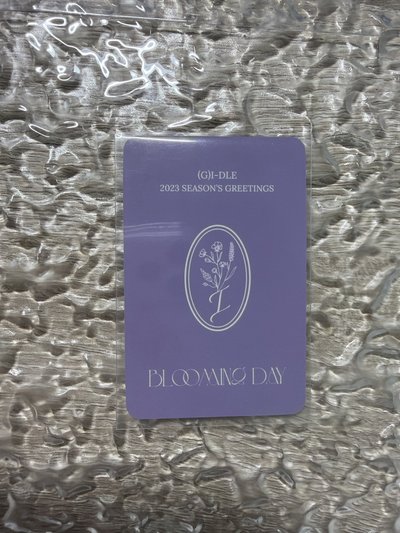 (G)I-DLE
2023 SEASON'S GREETINGS
I
BLOOMING DAY